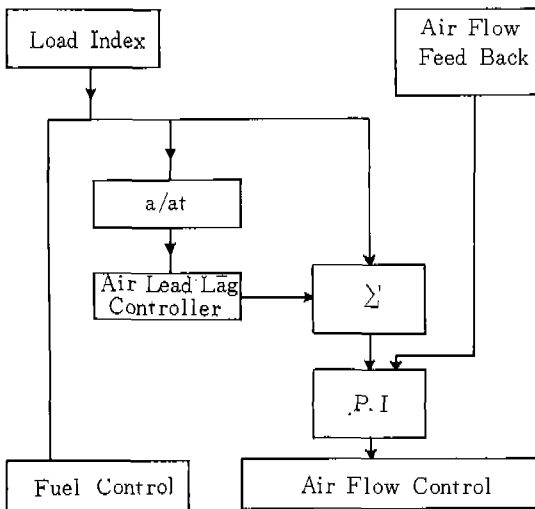 Load Index
Air Flow
Feed Back
a/at
Air Lead Lag
Controller
Σ
P.I
Fuel Control
Air Flow Control